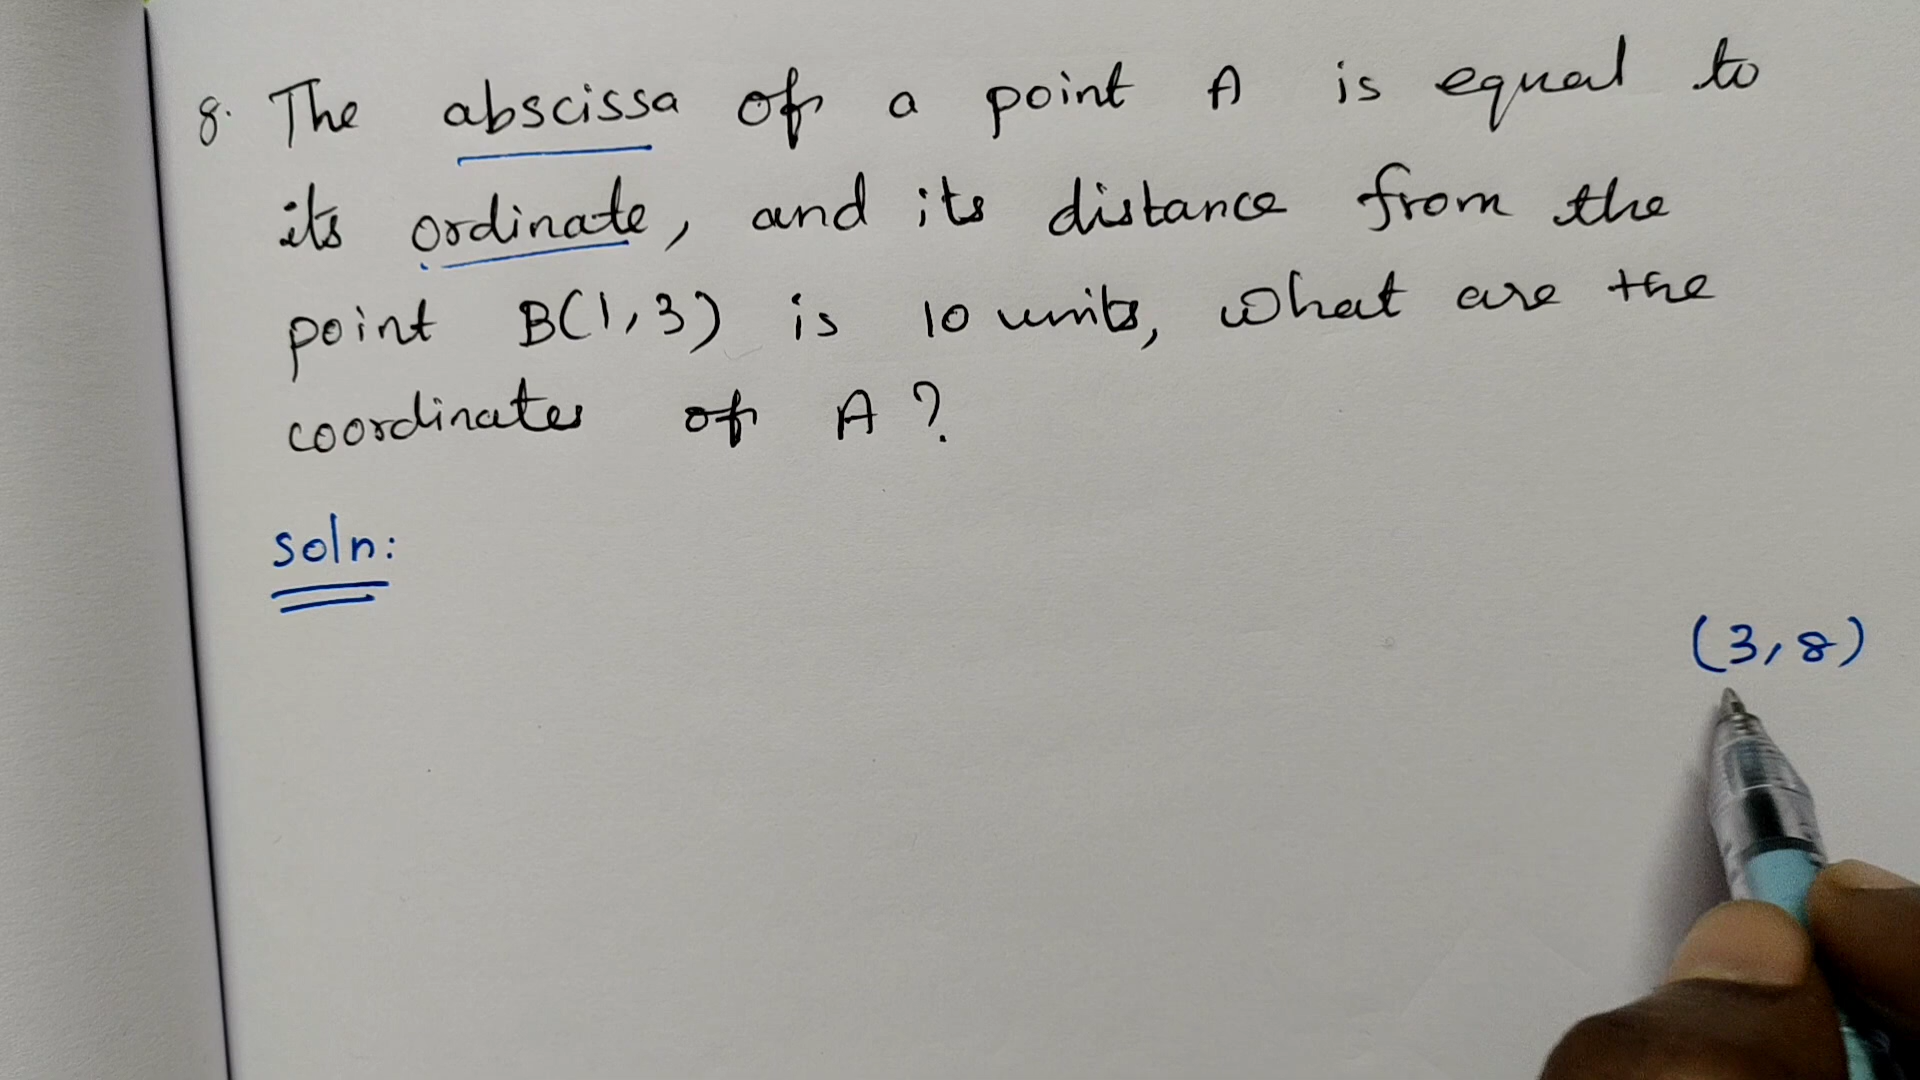 8. The abscissa of a point A is equal to
its ordinate, and its distance from the
point B(1,3) is 10 units, what are the
coordinates of A?
soln:
(3,8)